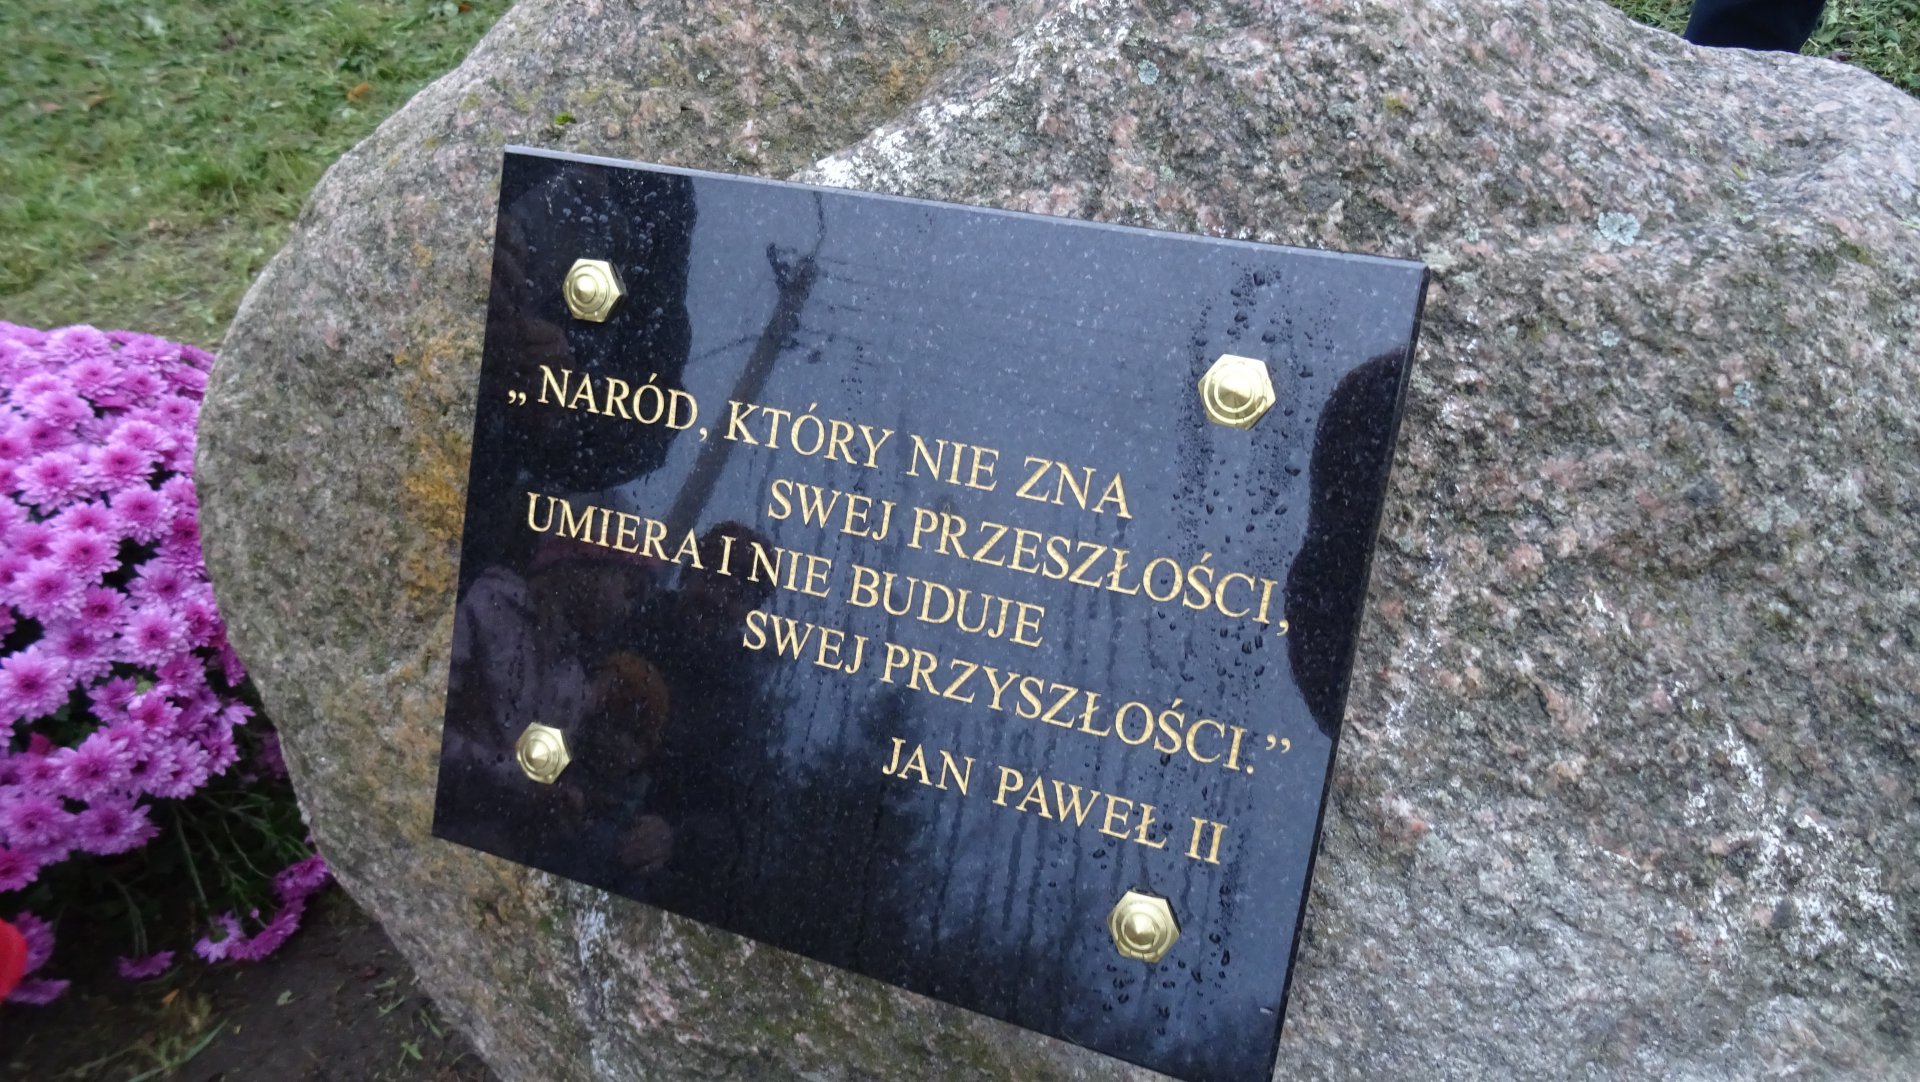 „NARÓD, KTÓRY NIE ZNA
SWEJ PRZESZŁOŚCI,
UMIERA I NIE BUDUJE
SWEJ PRZYSZŁOŚCI.”
JAN PAWEŁ II